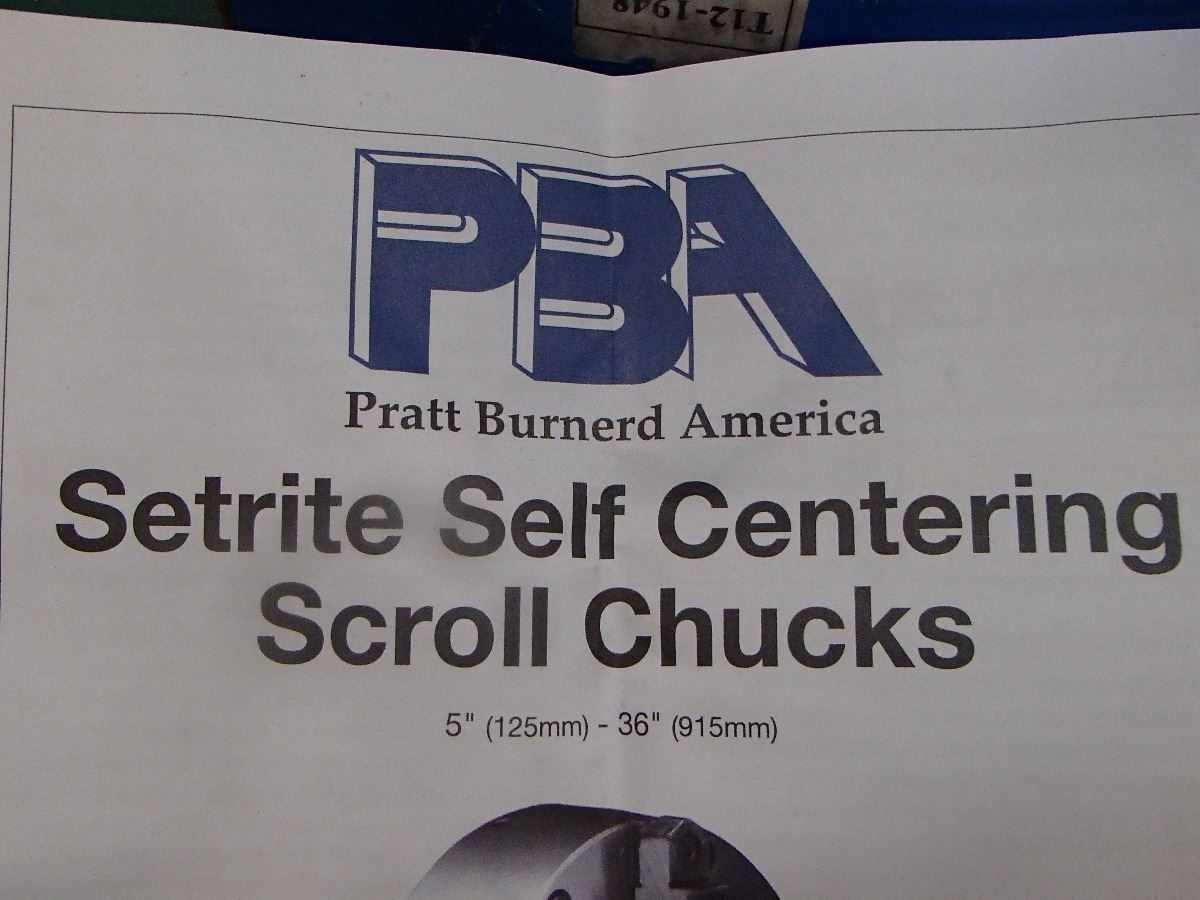 T12-1948
PBA
Pratt Burnerd America
Setrite Self Centering
Scroll Chucks
5" (125mm) - 36" (915mm)